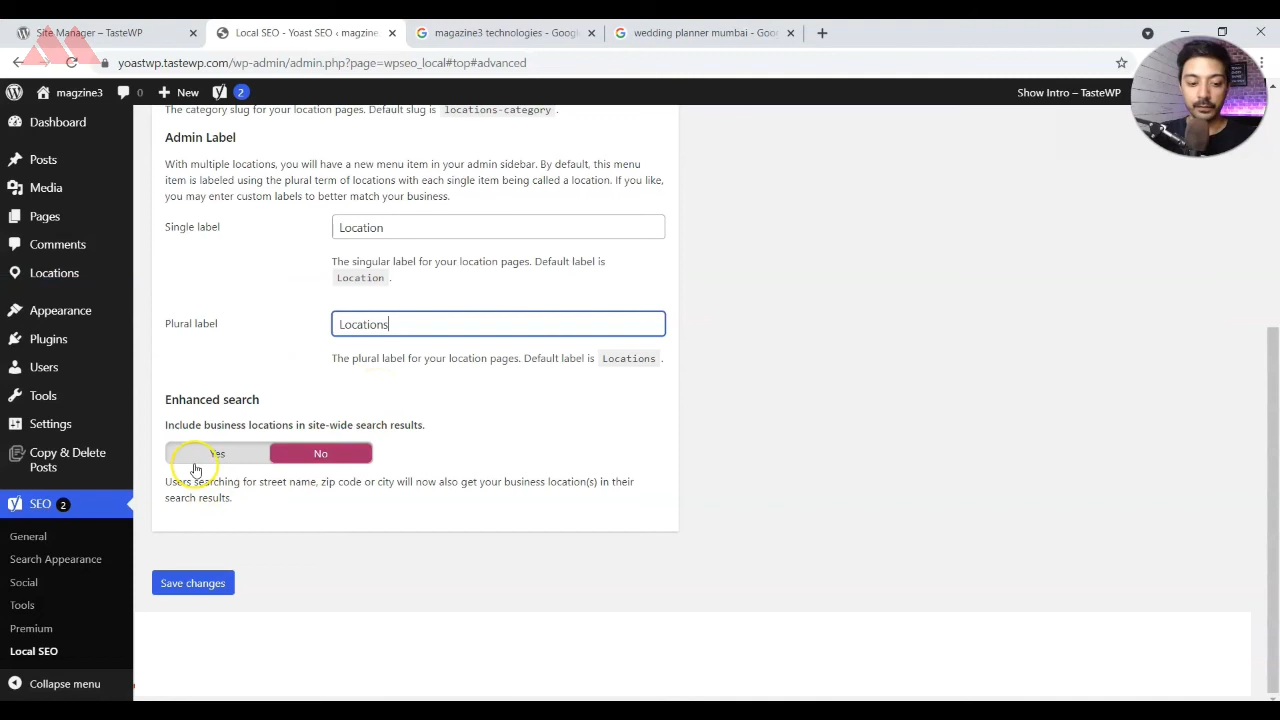 Site Manager – TasteWP
Local SEO - Yoast SEO ‹ magzine
magzine3 technologies - Googl
wedding planner mumbai - Goo
yoastwp.tastewp.com/wp-admin/admin.php?page=wpseo_local#top#advanced
magzine3
0
New
2
Show Intro – TasteWP
Dashboard
Posts
Media
Pages
Comments
Locations
Appearance
Plugins
Users
Tools
Settings
Copy & Delete
Posts
SEO 2
General
Search Appearance
Social
Tools
Premium
Local SEO
Collapse menu
The category slug for your location pages. Default slug is locations-category .
Admin Label
With multiple locations, you will have a new menu item in your admin sidebar. By default, this menu
item is labeled using the plural term of locations with each single item being called a location. If you like,
you may enter custom labels to better match your business.
Single label
Location
The singular label for your location pages. Default label is
Location .
Plural label
Locations
The plural label for your location pages. Default label is Locations .
Enhanced search
Include business locations in site-wide search results.
Yes
No
Users searching for street name, zip code or city will now also get your business location(s) in their
search results.
Save changes